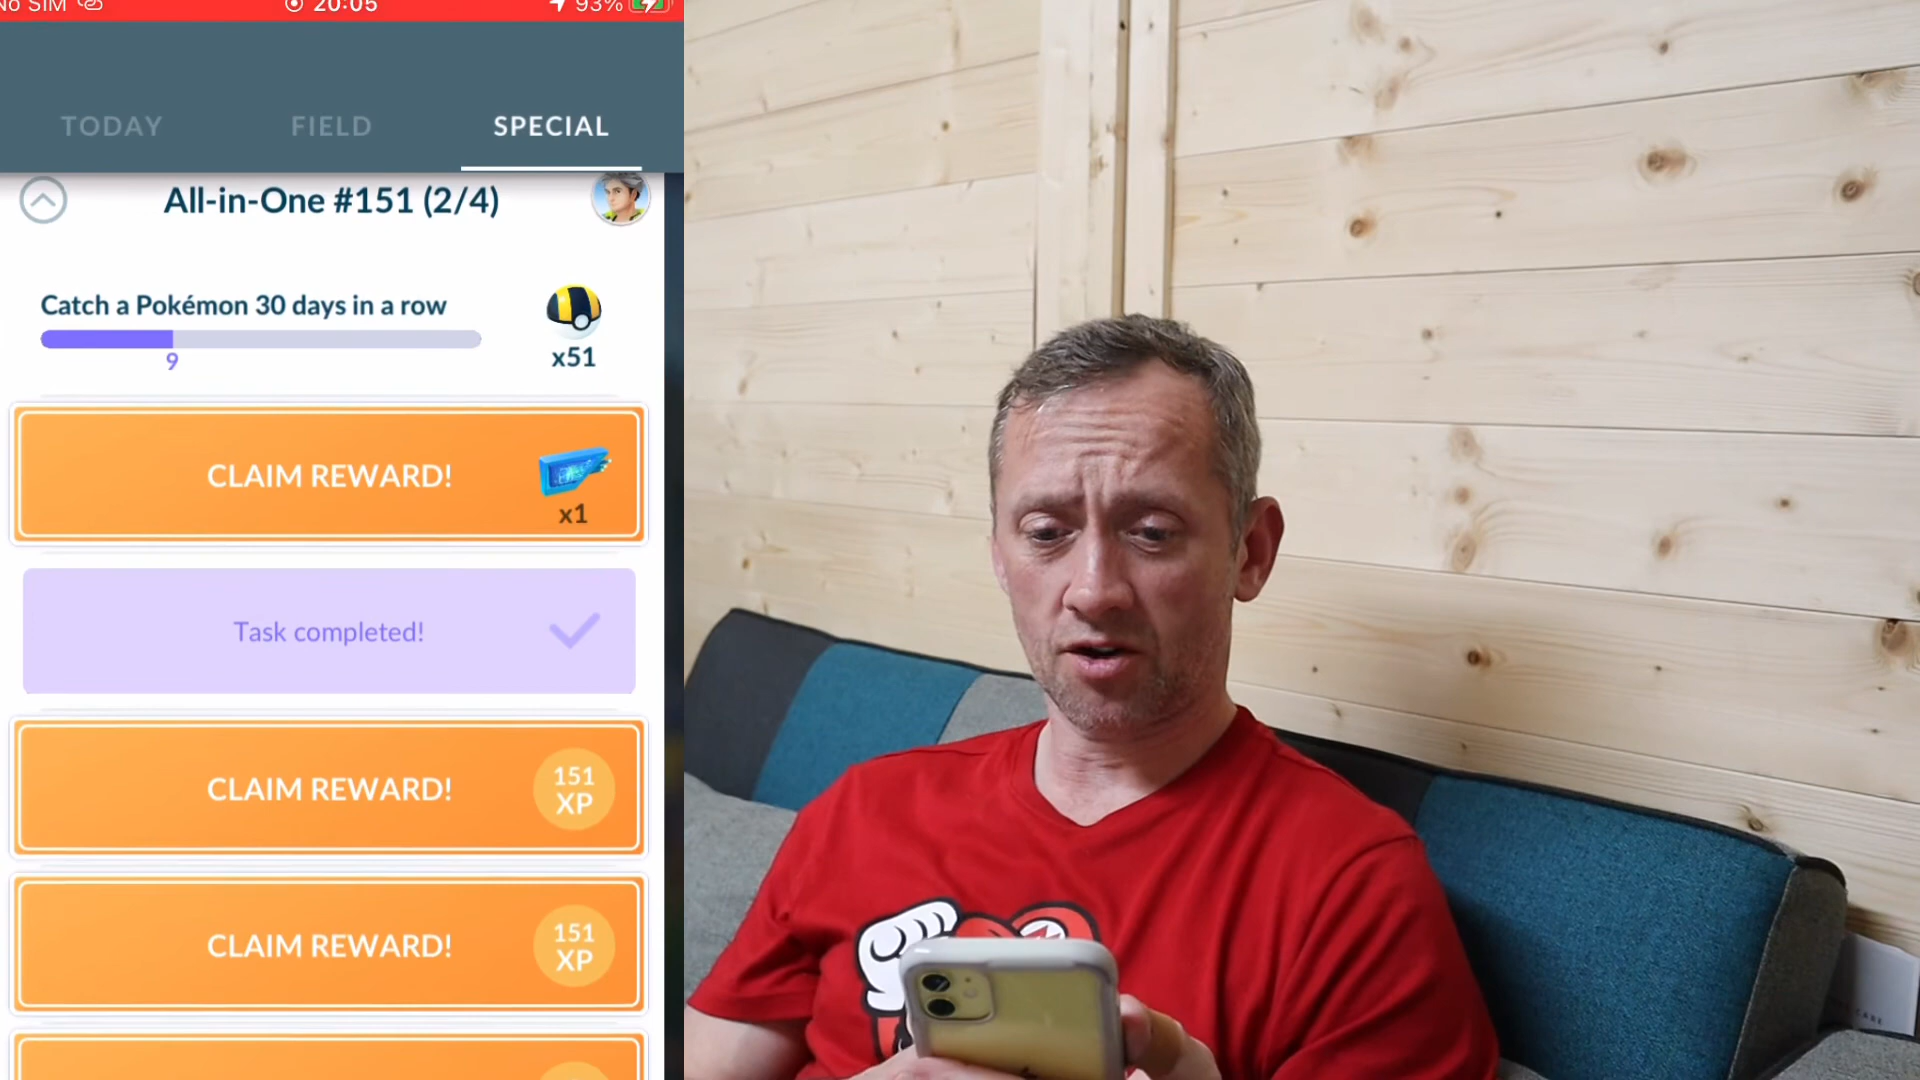 No SIM
20:05
93%
TODAY
FIELD
SPECIAL
All-in-One #151 (2/4)
Catch a Pokémon 30 days in a row
9
x51
CLAIM REWARD!
x1
Task completed!
CLAIM REWARD!
151
XP
CLAIM REWARD!
151
XP
M